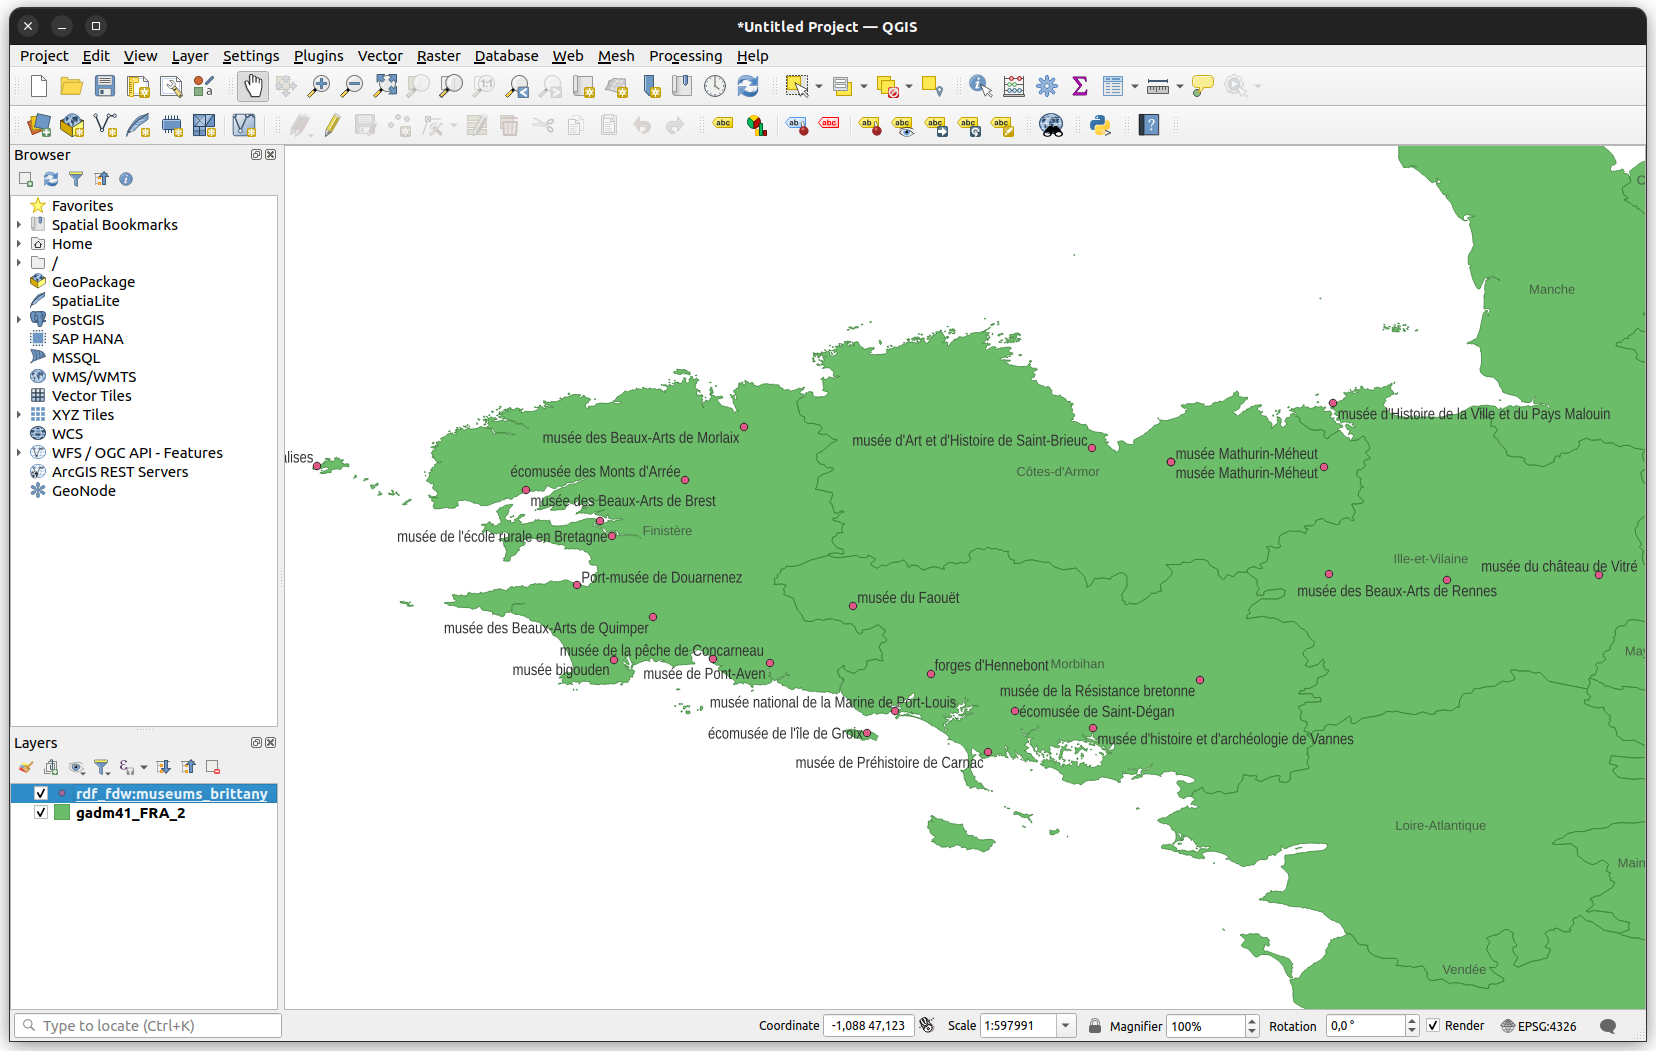 *Untitled Project — QGIS
Project Edit View Layer Settings Plugins Vector Raster Database Web Mesh Processing Help
Browser
Favorites
Spatial Bookmarks
Home
/
GeoPackage
SpatiaLite
PostGIS
SAP HANA
MSSQL
WMS/WMTS
Vector Tiles
XYZ Tiles
WCS
WFS / OGC API - Features
ArcGIS REST Servers
GeoNode
Layers
rdf_fdw:museums_brittany
gadm41_FRA_2
Manche
musée d'Histoire de la Ville et du Pays Malouin
musée des Beaux-Arts de Morlaix
musée d'Art et d'Histoire de Saint-Brieuc
musée Mathurin-Méheut
alises
écomusée des Monts d'Arrée
Côtes-d'Armor
musée Mathurin-Méheut
musée des Beaux-Arts de Brest
Finistère
musée de l'école rurale en Bretagne
Ille-et-Vilaine
musée du château de Vitré
Port-musée de Douarnenez
musée des Beaux-Arts de Rennes
musée du Faouët
musée des Beaux-Arts de Quimper
musée de la pêche de Concarneau
May
musée bigouden
musée de Pont-Aven
forges d'Hennebont
Morbihan
musée de la Résistance bretonne
musée national de la Marine de Port-Louis
écomusée de Saint-Dégan
écomusée de l'île de Groix
musée d'histoire et d'archéologie de Vannes
musée de Préhistoire de Carnac
Loire-Atlantique
Main
Vendée
Type to locate (Ctrl+K)
Coordinate -1,088 47,123 Scale 1:597991 Magnifier 100% Rotation 0,0 ° Render EPSG:4326